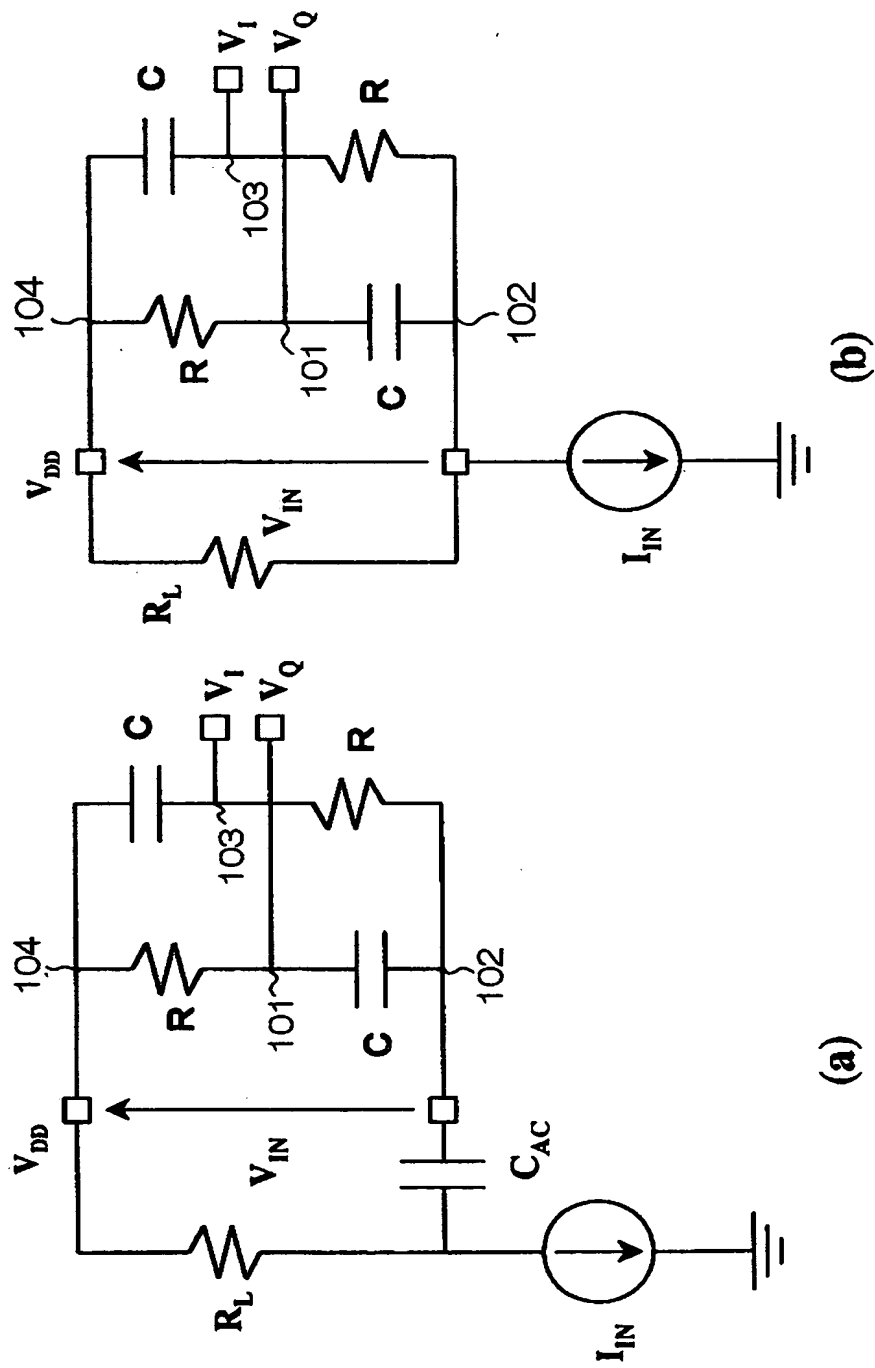 V_DD
104
C
V_I
V_Q
103
R
101
V_IN
R_L
C
R
102
C_AC
I_IN
(a)
V_DD
104
C
V_I
V_Q
103
R
101
V_IN
R_L
C
R
102
I_IN
(b)